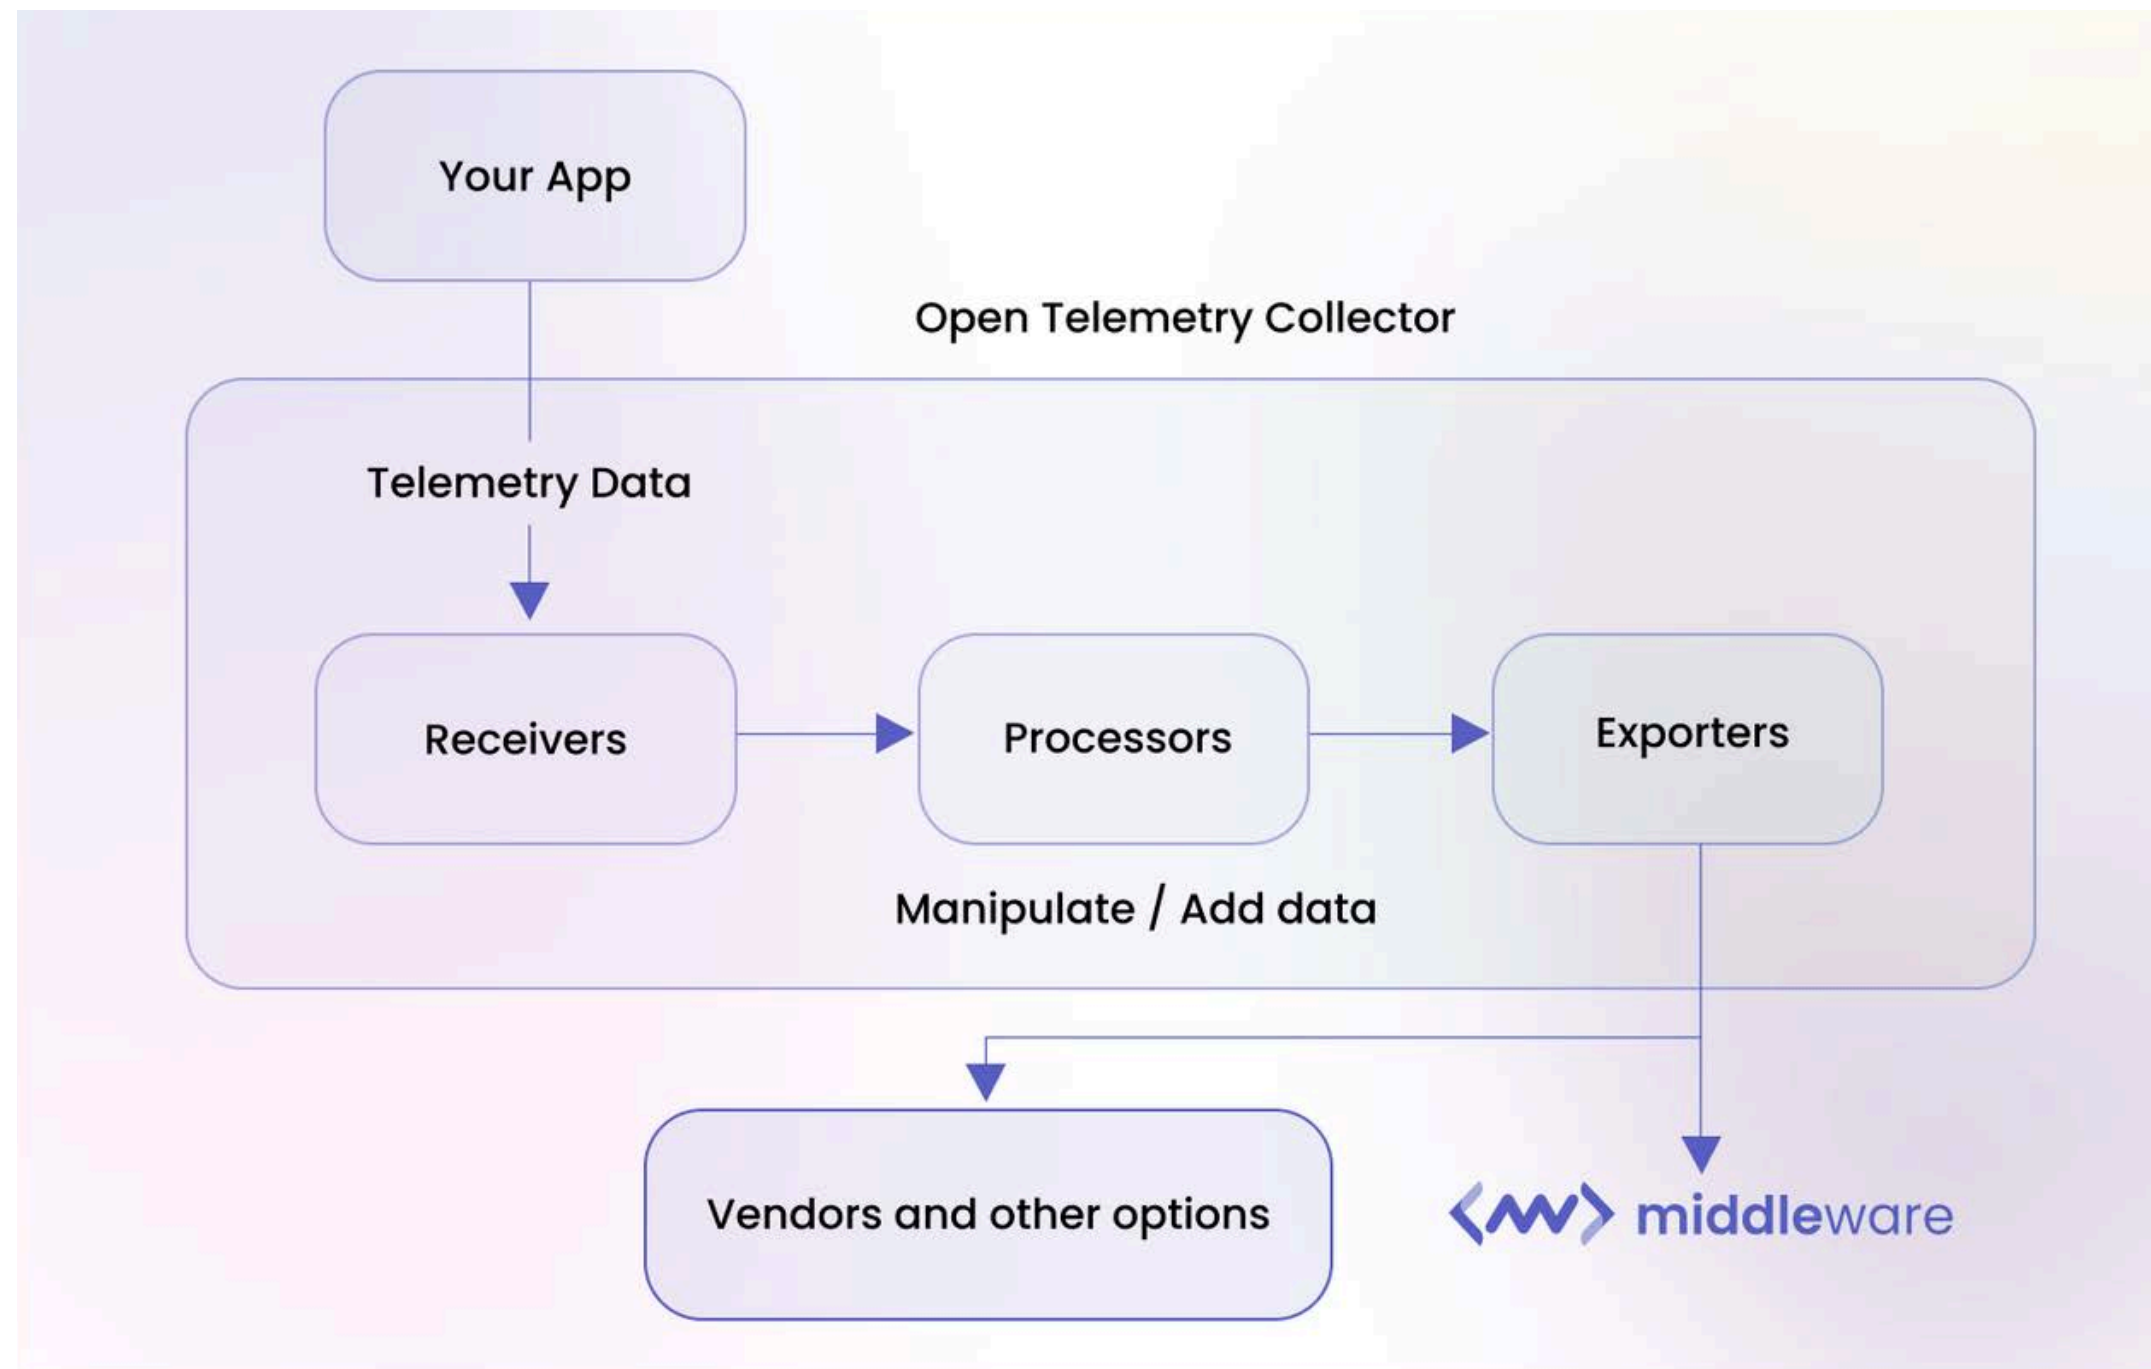 Your App
Open Telemetry Collector
Telemetry Data
Receivers
Processors
Exporters
Manipulate / Add data
Vendors and other options
middleware